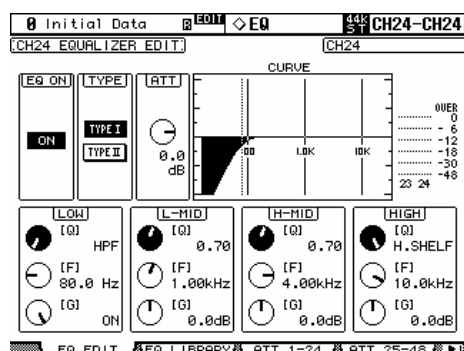 0 Initial Data EDIT EQ 44K ST CH24-CH24
CH24 EQUALIZER EDIT CH24
CURVE
EQ ON TYPE ATT
ON TYPE I TYPE II 0.0 dB
100 1.0K 10K
OVER
0
- 6
-12
-18
-30
-48
23 24
LOW L-MID H-MID HIGH
[Q] [Q] [Q] [Q]
HPF 0.70 0.70 H.SHELF
[F] [F] [F] [F]
80.0 Hz 1.00kHz 4.00kHz 10.0kHz
[G] [G] [G] [G]
ON 0.0dB 0.0dB 0.0dB
EQ EDIT EQ LIBRARY ATT 1-24 ATT 25-48